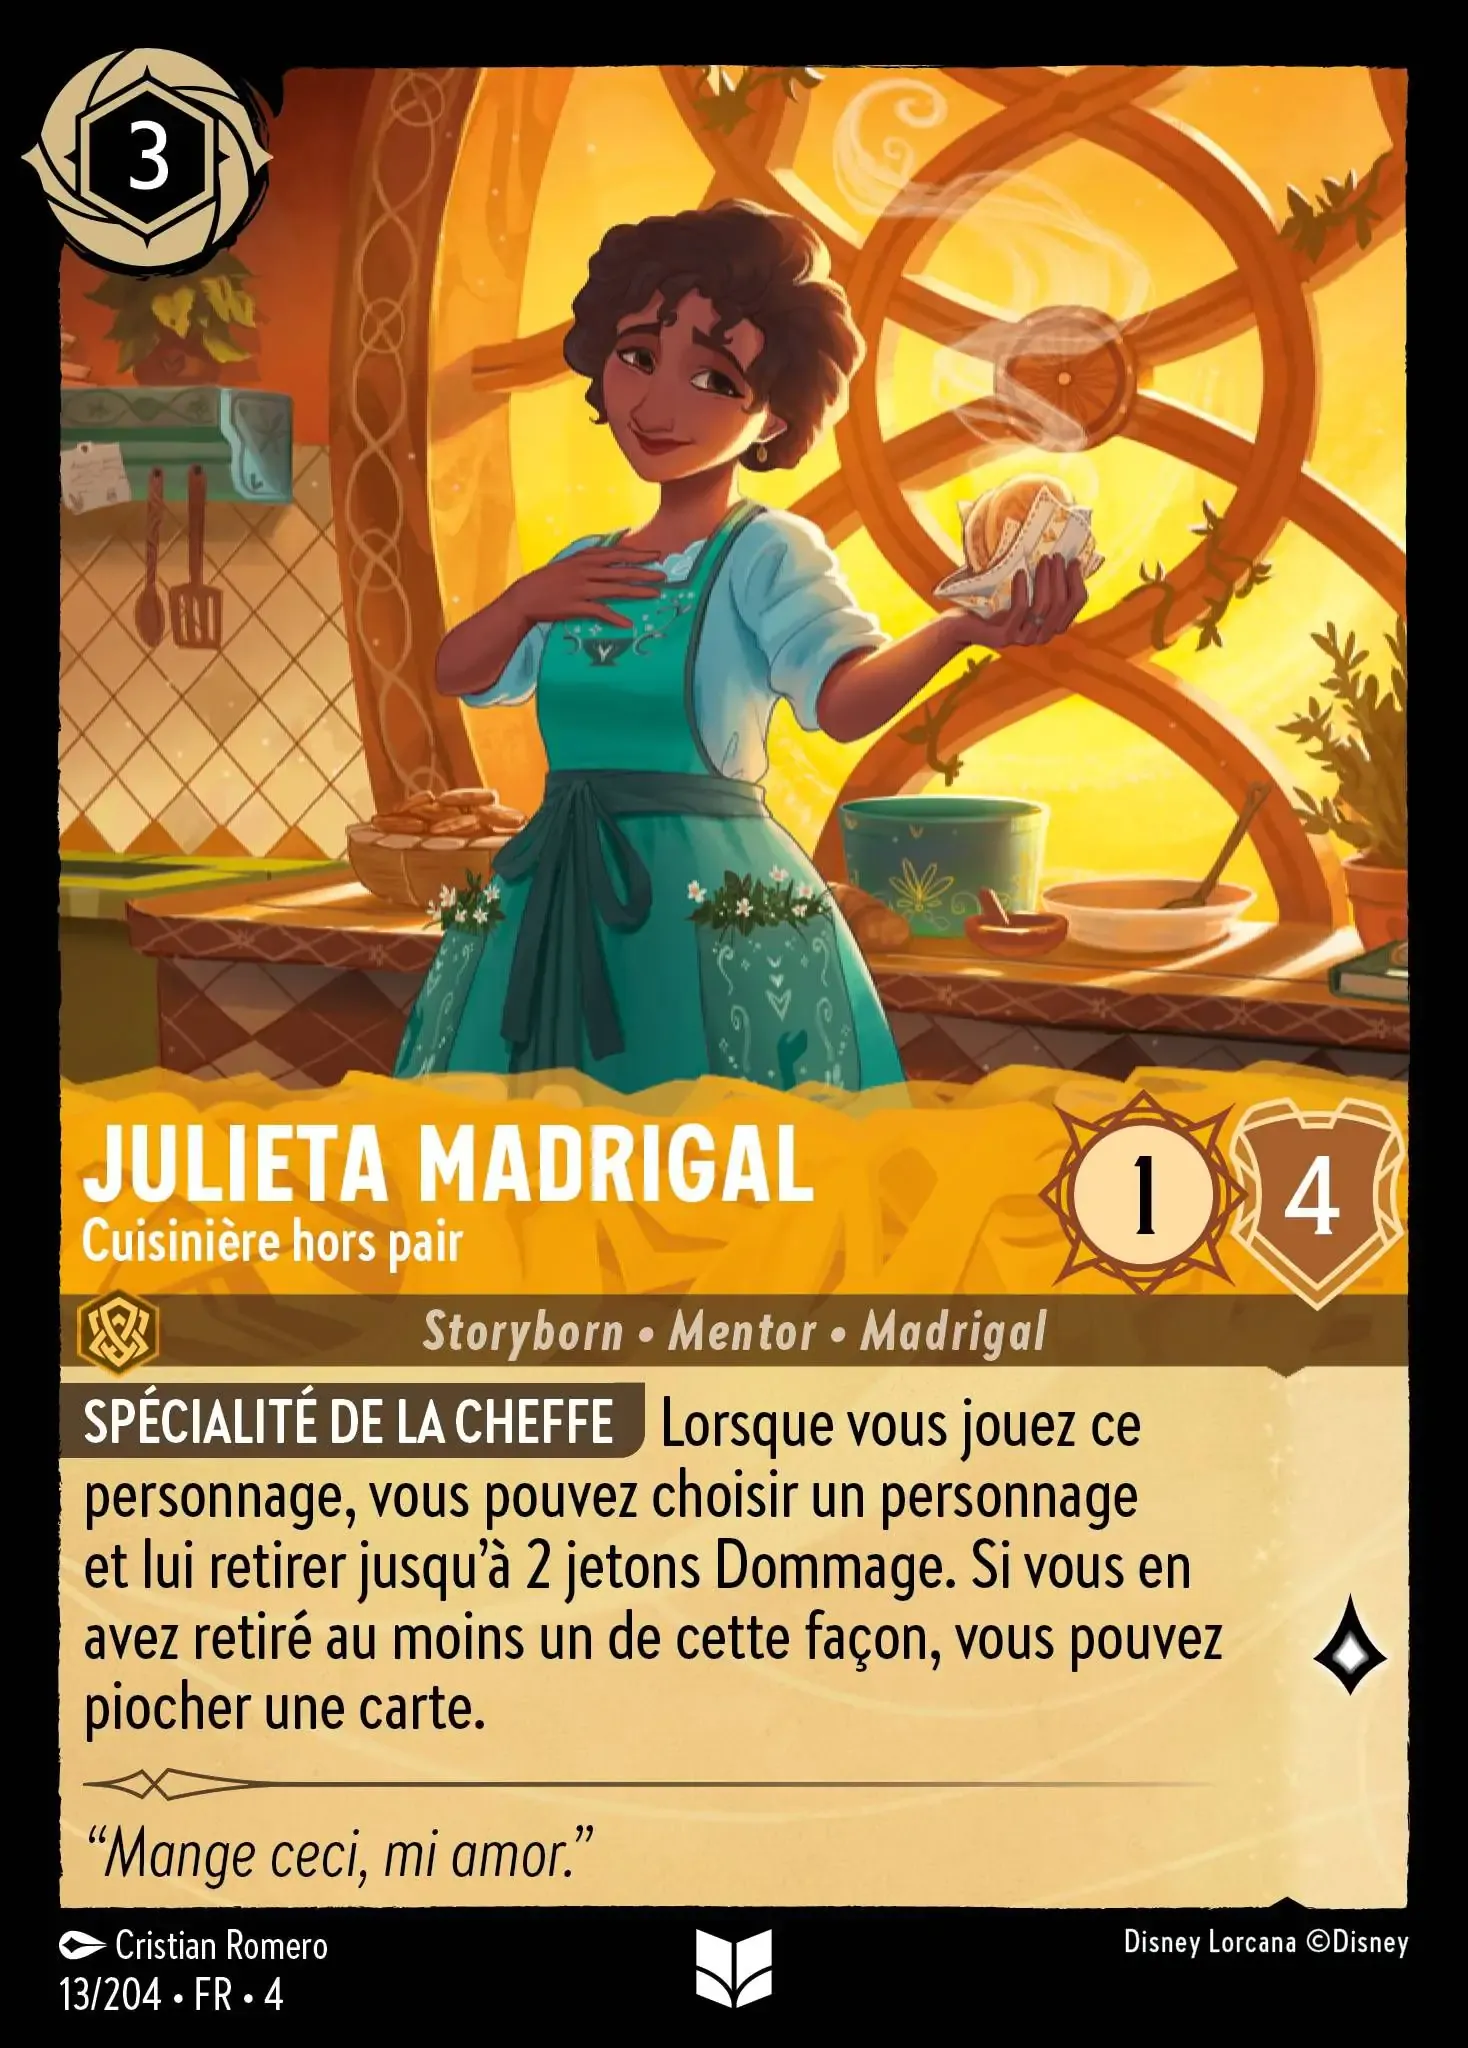 3
JULIETA MADRIGAL
Cuisinière hors pair
1
4
Storyborn • Mentor • Madrigal
SPÉCIALITÉ DE LA CHEFFE Lorsque vous jouez ce
personnage, vous pouvez choisir un personnage
et lui retirer jusqu’à 2 jetons Dommage. Si vous en
avez retiré au moins un de cette façon, vous pouvez
piocher une carte.
“Mange ceci, mi amor.”
Cristian Romero
Disney Lorcana ©Disney
13/204 • FR • 4